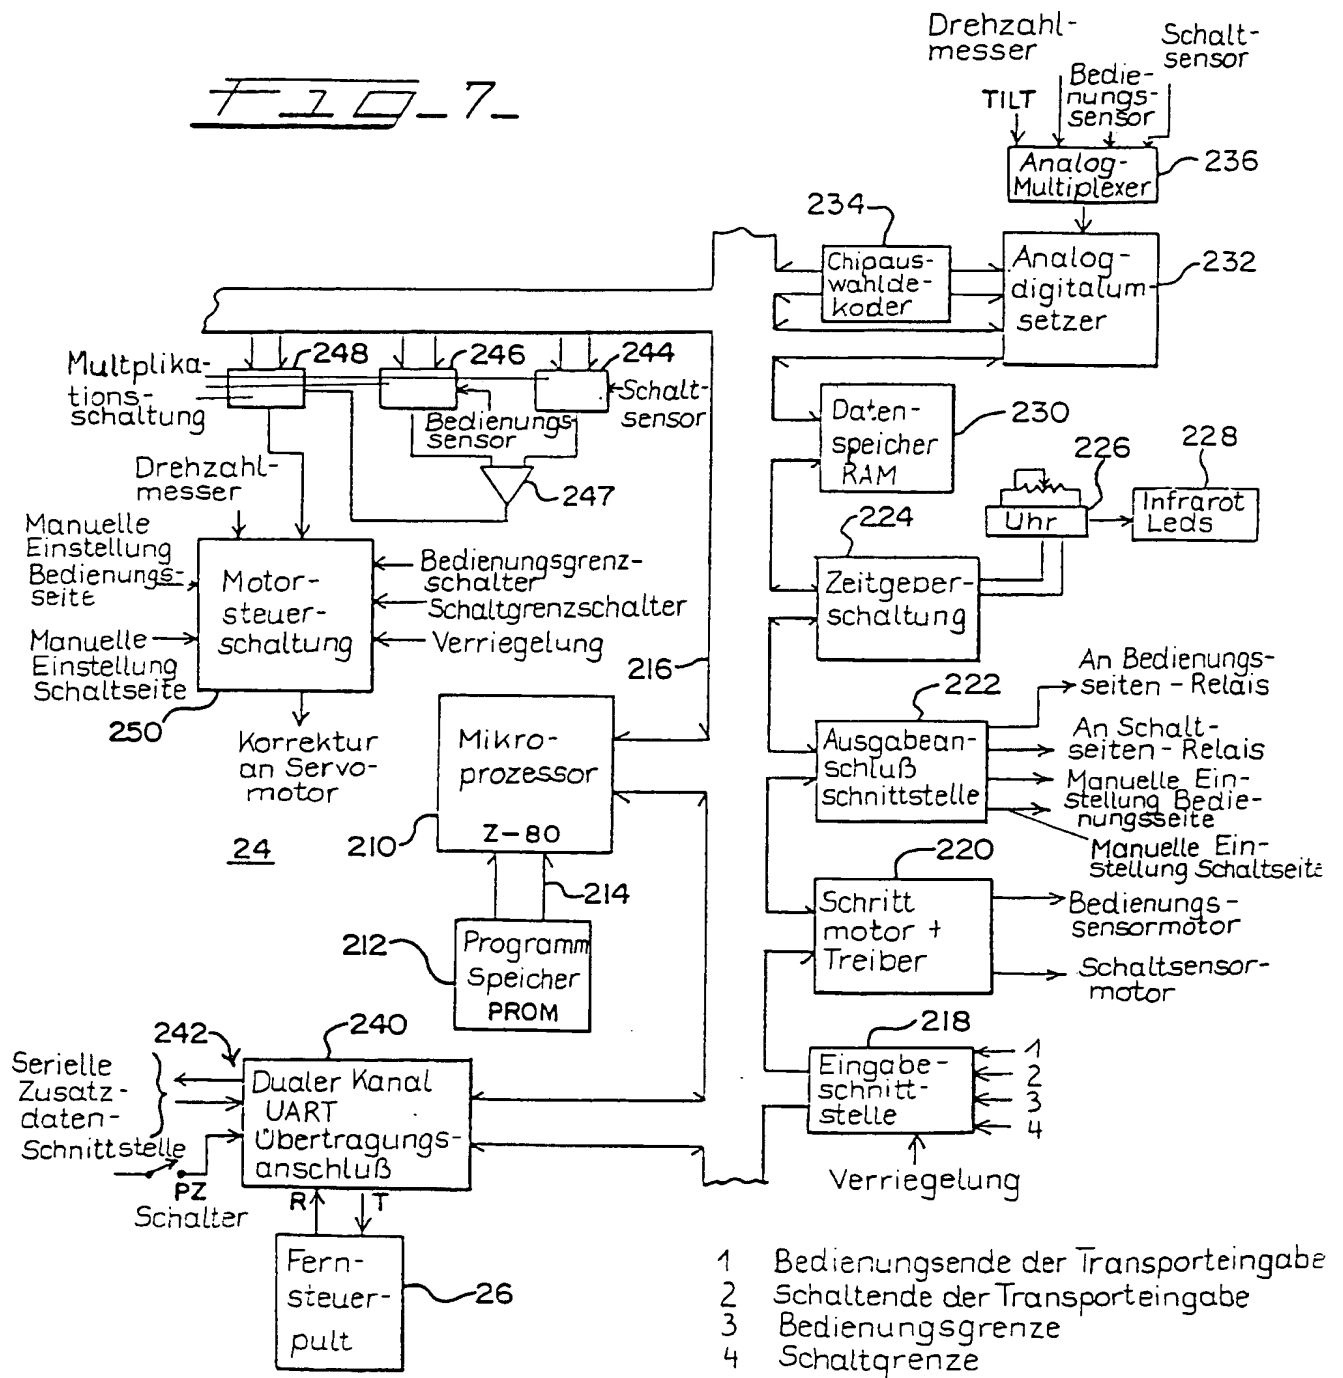 FIG_7_
Drehzahl-
messer
Schalt-
sensor
Bedie-
nungs-
sensor
TILT
Analog-
Multiplexer
236
234
Chipaus-
wahlde-
koder
Analog-
digitalum-
setzer
232
248
246
244
Multplika-
tions-
schaltung
Bedienungs
sensor
Schalt-
sensor
247
Daten-
speicher
RAM
230
226
228
Uhr
Infrarot
Leds
224
Zeitgeber-
schaltung
Drehzahl-
messer
Manuelle
Einstellung
Bedienungs-
seite
Motor-
steuer-
schaltung
Bedienungsgrenz-
schalter
Schaltgrenzschalter
Verriegelung
Manuelle
Einstellung
Schaltseite
250
Korrektur
an Servo-
motor
216
Mikro-
prozessor
Z-80
210
24
214
212
Programm
Speicher
PROM
222
Ausgabean-
schluß
schnittstelle
An Bedienungs-
seiten-Relais
An Schalt-
seiten-Relais
Manuelle Ein-
stellung Bedie-
nungsseite
Manuelle Ein-
stellung Schaltseite
220
Schritt
motor +
Treiber
Bedienungs-
sensormotor
Schaltsensor-
motor
218
Eingabe-
schnitt-
stelle
1
2
3
4
Verriegelung
242
240
Serielle
Zusatz-
daten-
Schnittstelle
Dualer Kanal
UART
Übertragungs-
anschluß
PZ
Schalter
R
T
Fern-
steuer-
pult
26
1 Bedienungsende der Transporteingabe
2 Schaltende der Transporteingabe
3 Bedienungsgrenze
4 Schaltgrenze